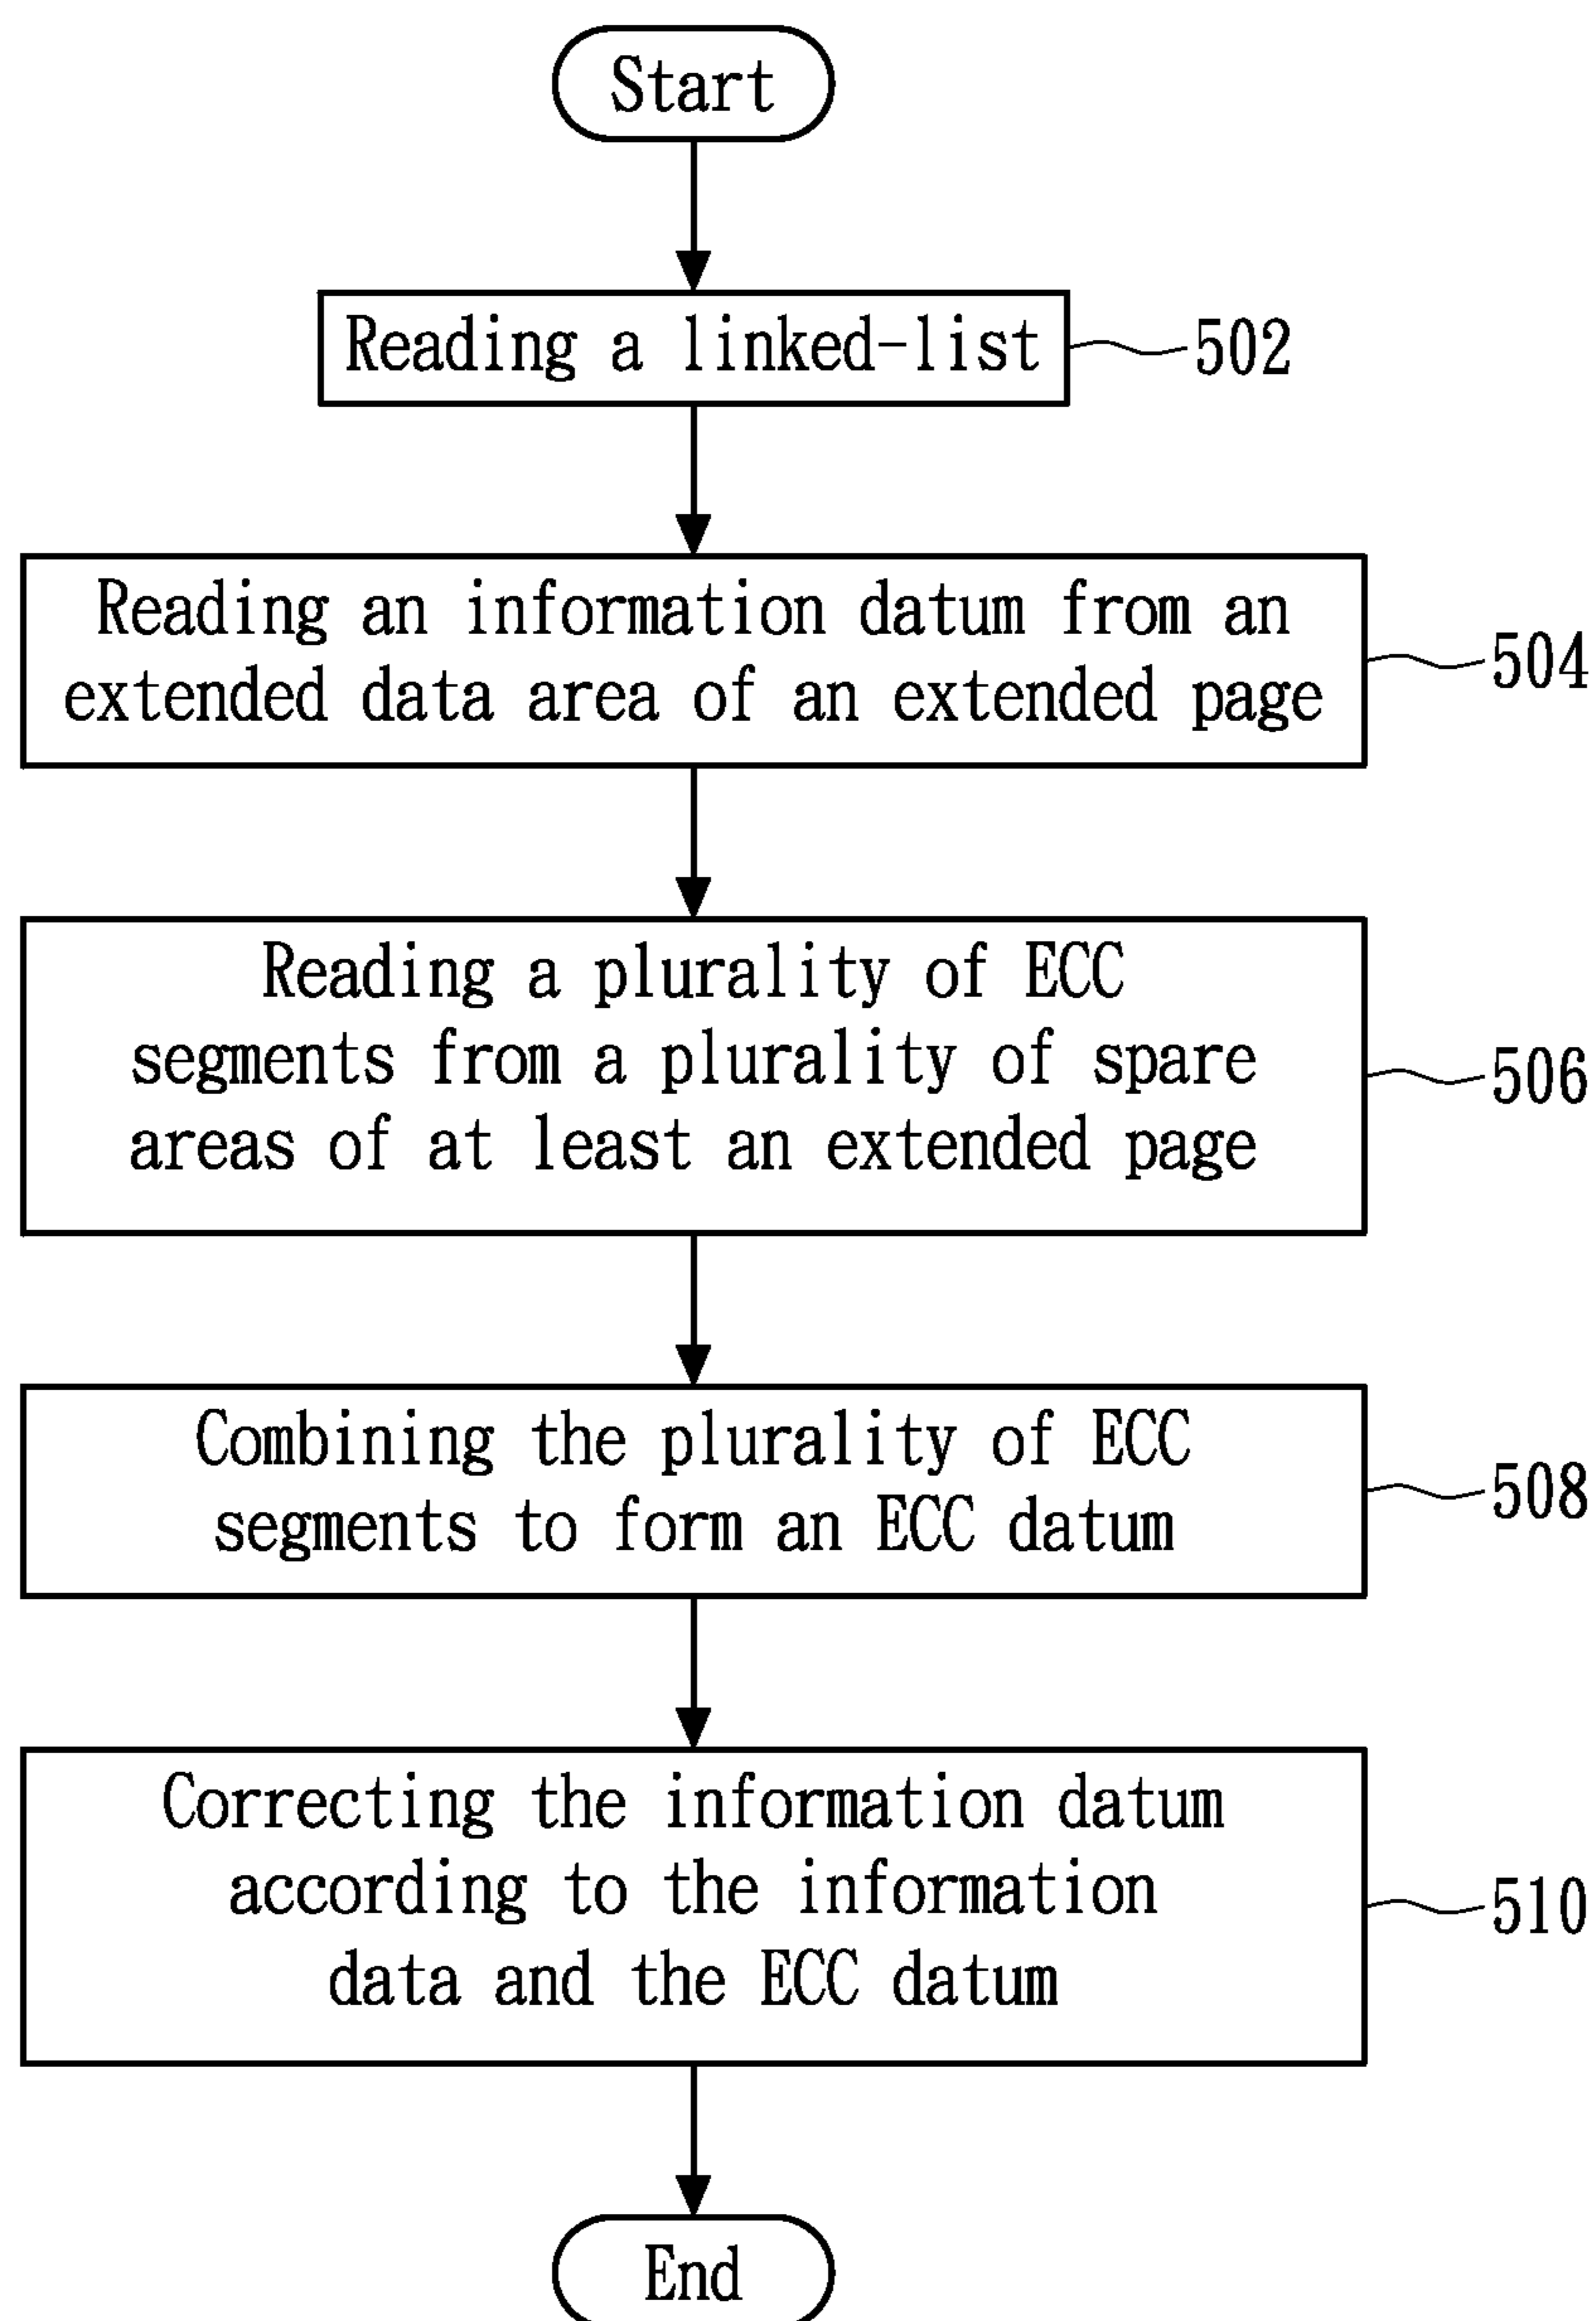 Start
Reading a linked-list
502
Reading an information datum from an
extended data area of an extended page
504
Reading a plurality of ECC
segments from a plurality of spare
areas of at least an extended page
506
Combining the plurality of ECC
segments to form an ECC datum
508
Correcting the information datum
according to the information
data and the ECC datum
510
End